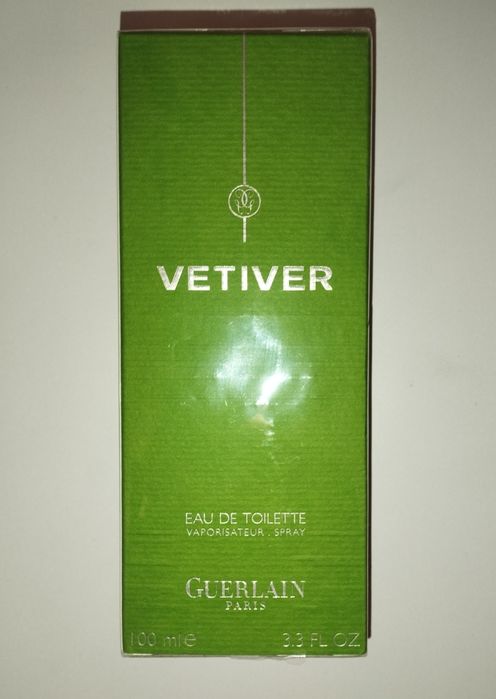 VETIVER
EAU DE TOILETTE
VAPORISATEUR . SPRAY
GUERLAIN
PARIS
100 ml e 3.3 FL OZ